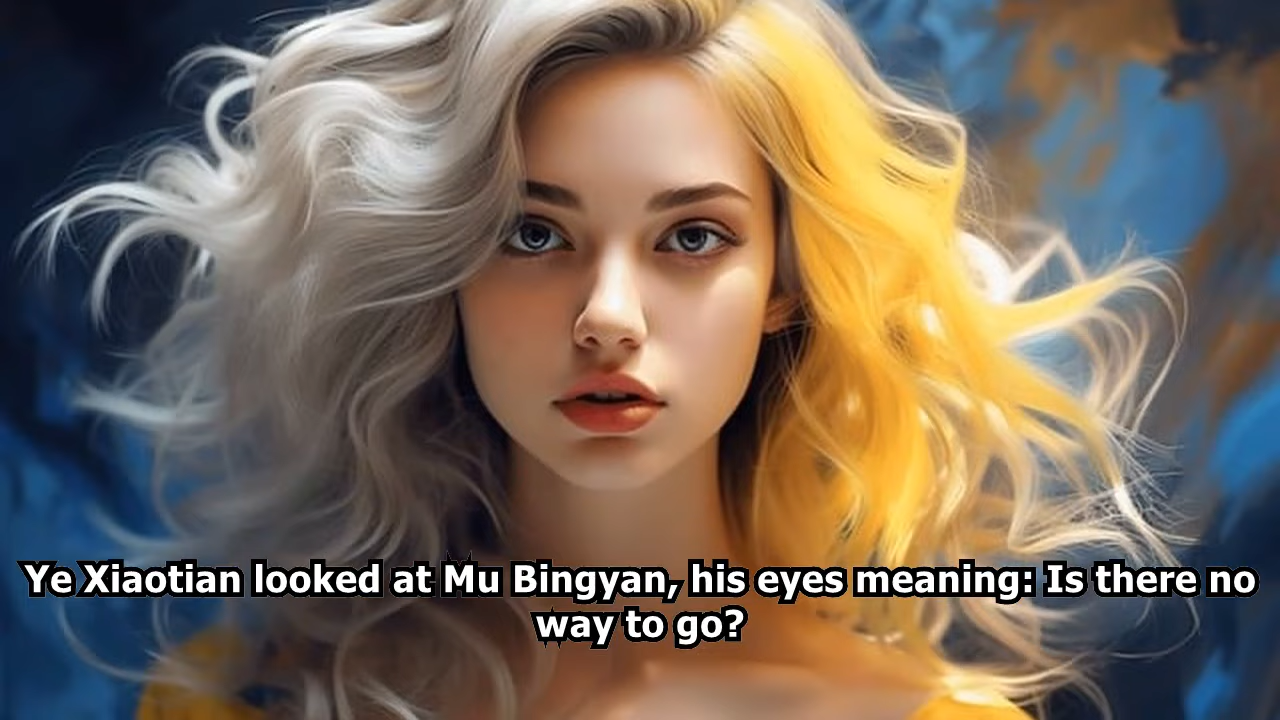 Ye Xiaotian looked at Mu Bingyan, his eyes meaning: Is there no
way to go?